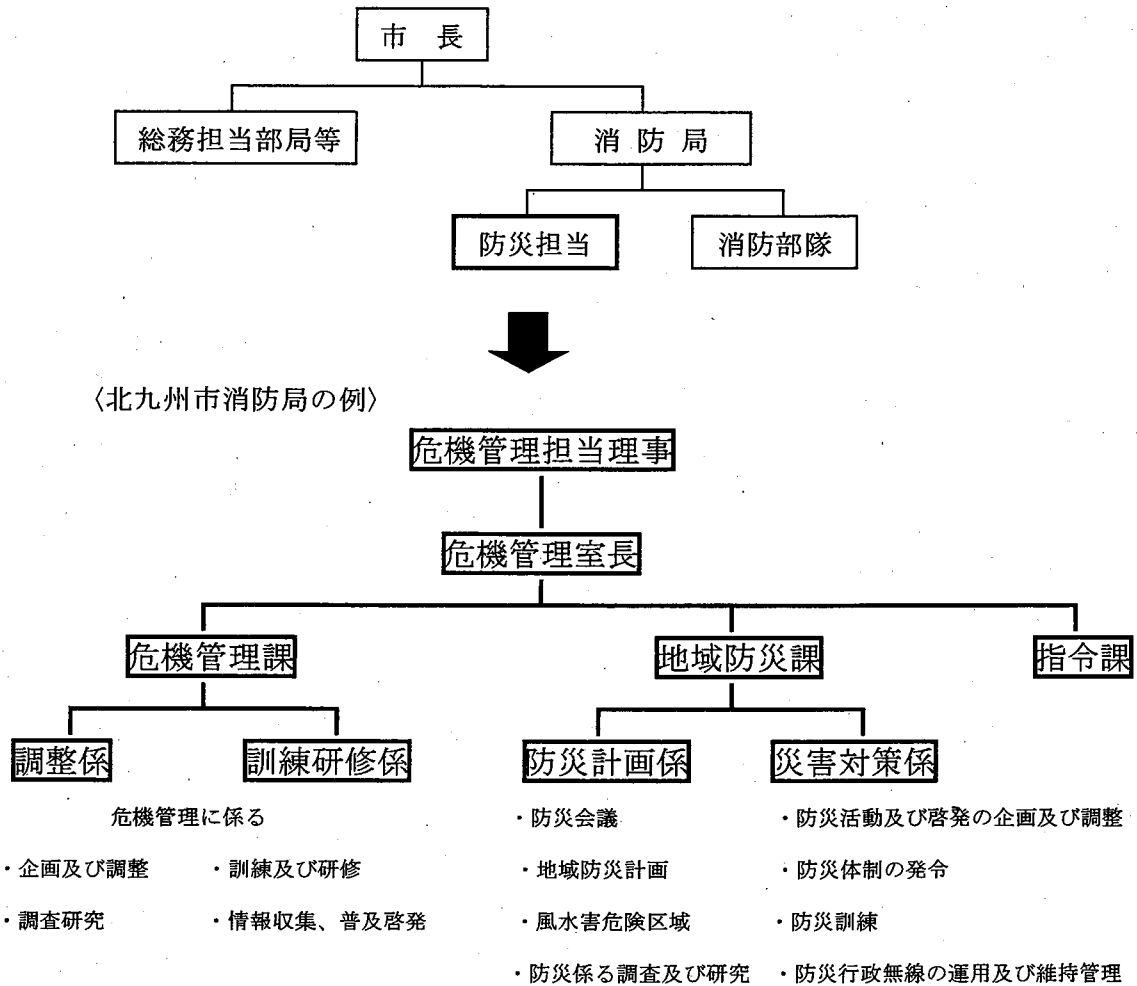 市　長
総務担当部局等
消 防 局
防災担当
消防部隊
〈北九州市消防局の例〉
危機管理担当理事
危機管理室長
危機管理課
地域防災課
指令課
調整係
訓練研修係
防災計画係
災害対策係
危機管理に係る
・企画及び調整
・訓練及び研修
・調査研究
・情報収集、普及啓発
・防災会議
・地域防災計画
・風水害危険区域
・防災係る調査及び研究
・防災活動及び啓発の企画及び調整
・防災体制の発令
・防災訓練
・防災行政無線の運用及び維持管理